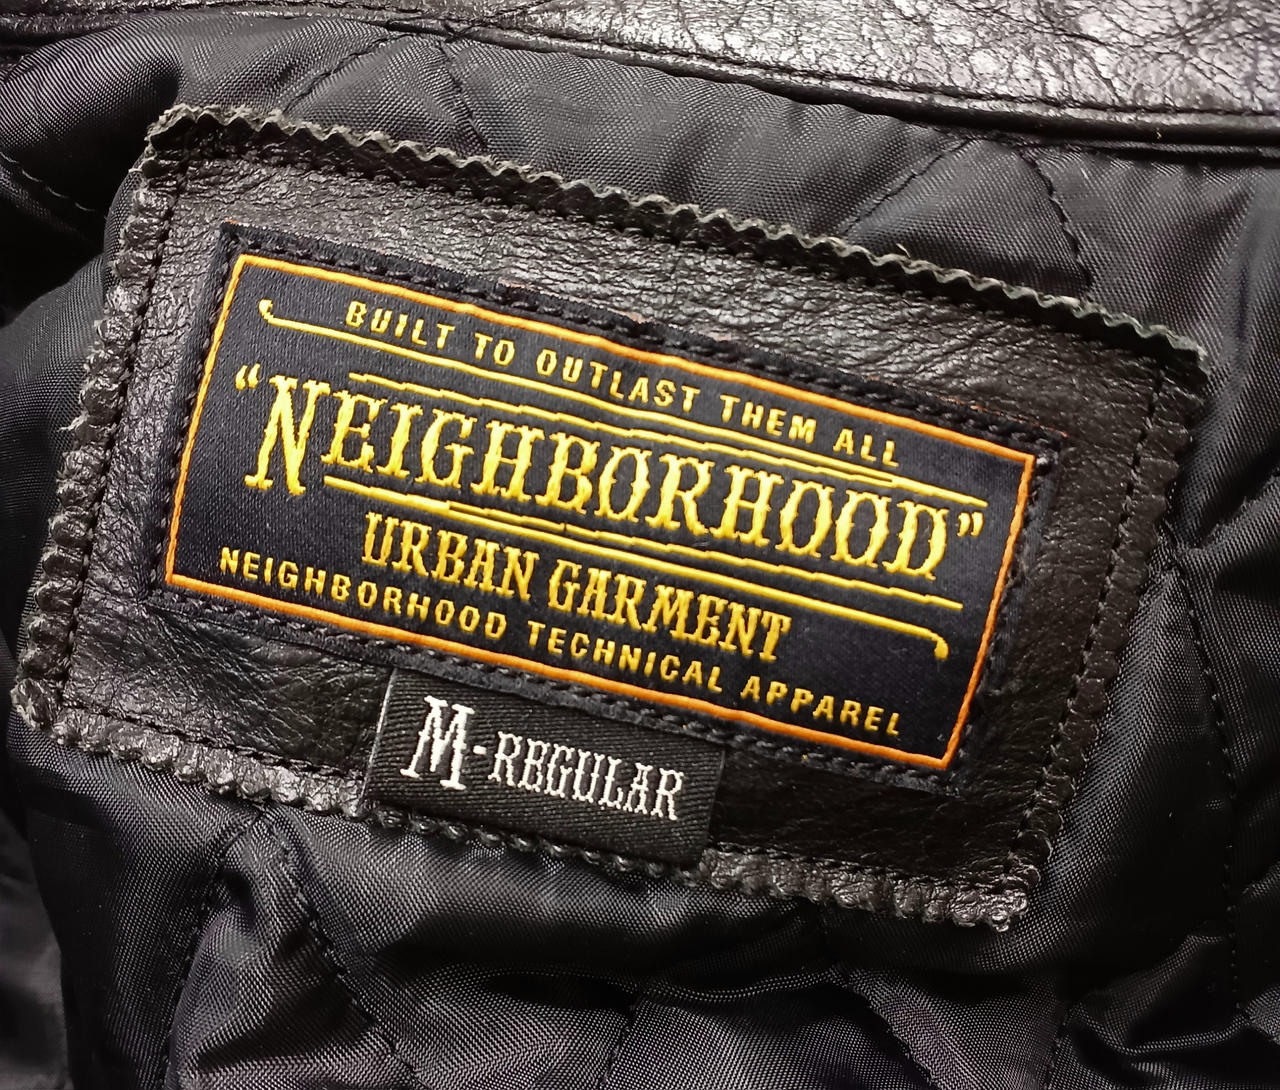 BUILT TO OUTLAST THEM ALL
“NEIGHBORHOOD”
URBAN GARMENT
NEIGHBORHOOD TECHNICAL APPAREL
M-REGULAR